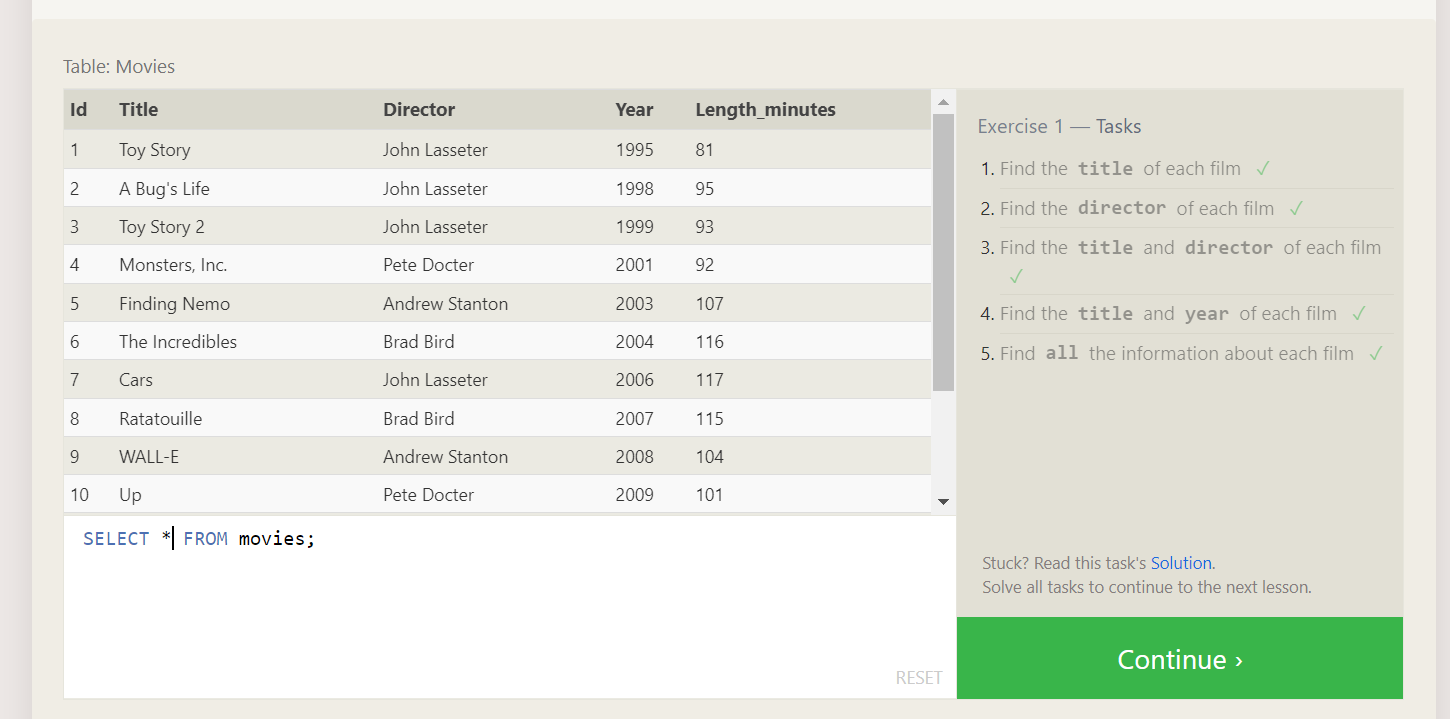 Table: Movies
Id Title Director Year Length_minutes
1 Toy Story John Lasseter 1995 81
2 A Bug's Life John Lasseter 1998 95
3 Toy Story 2 John Lasseter 1999 93
4 Monsters, Inc. Pete Docter 2001 92
5 Finding Nemo Andrew Stanton 2003 107
6 The Incredibles Brad Bird 2004 116
7 Cars John Lasseter 2006 117
8 Ratatouille Brad Bird 2007 115
9 WALL-E Andrew Stanton 2008 104
10 Up Pete Docter 2009 101
SELECT * FROM movies;
RESET
Exercise 1 — Tasks
1. Find the title of each film ✓
2. Find the director of each film ✓
3. Find the title and director of each film
✓
4. Find the title and year of each film ✓
5. Find all the information about each film ✓
Stuck? Read this task's Solution.
Solve all tasks to continue to the next lesson.
Continue ›